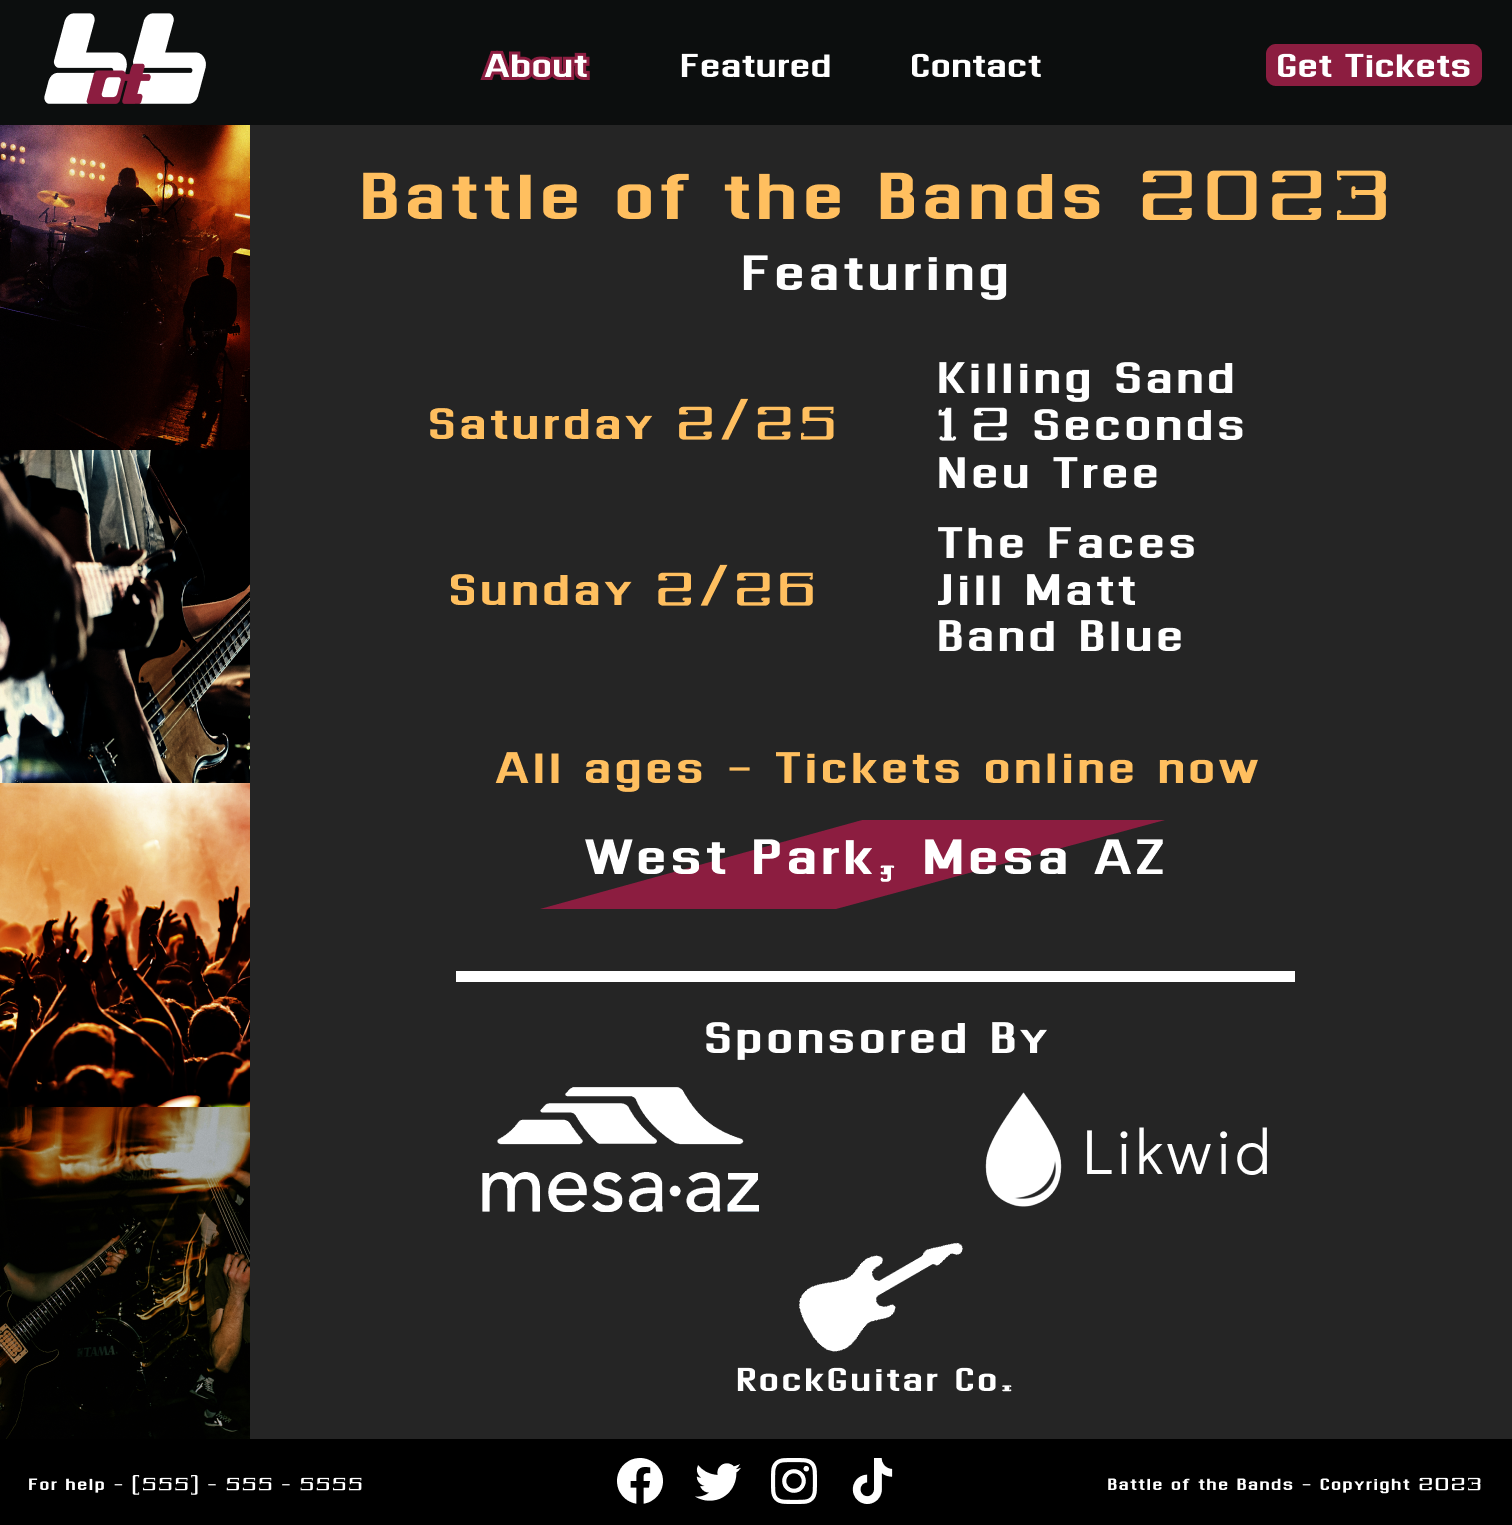 botb
About
Featured
Contact
Get Tickets
Battle of the Bands 2023
Featuring
Saturday 2/25
Killing Sand
12 Seconds
Neu Tree
Sunday 2/26
The Faces
Jill Matt
Band Blue
All ages - Tickets online now
West Park, Mesa AZ
Sponsored By
mesa·az
Likwid
RockGuitar Co.
TAMA
For help - [555] - 555 - 5555
Battle of the Bands - Copyright 2023